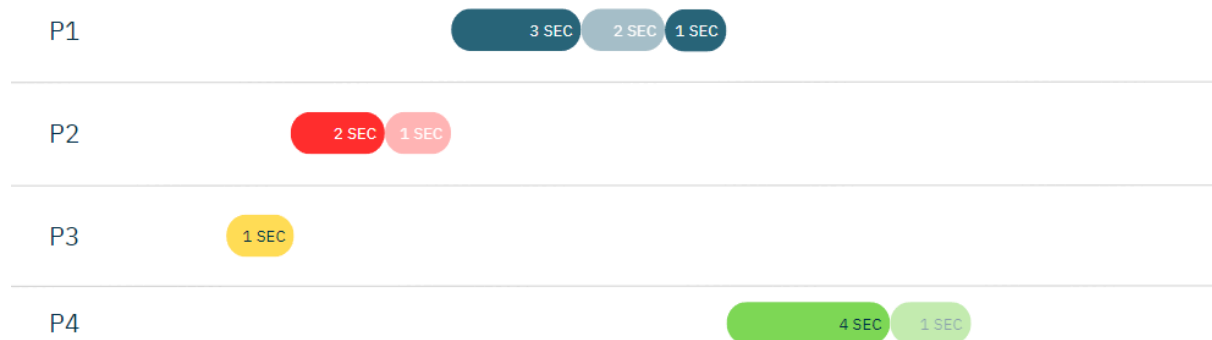 P1 3 SEC 2 SEC 1 SEC
P2 2 SEC 1 SEC
P3 1 SEC
P4 4 SEC 1 SEC